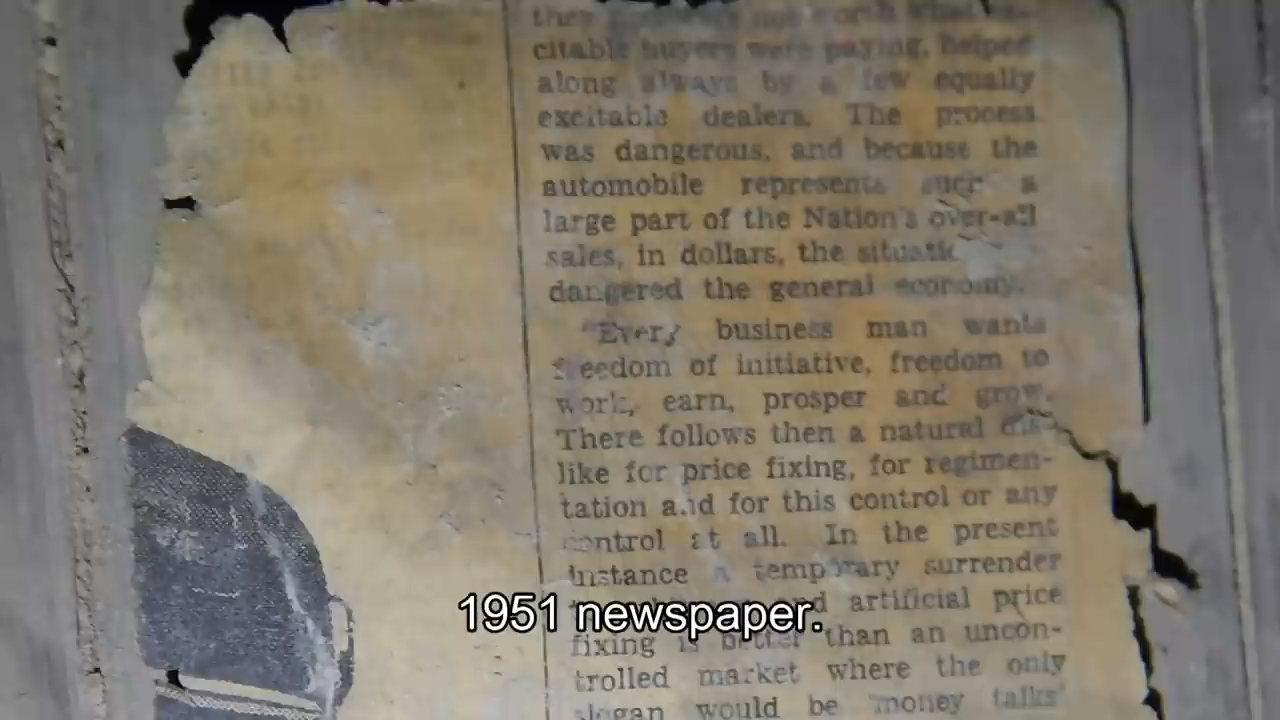 they
citable buyers were paying, helped
along always by a few equally
excitable dealers. The process
was dangerous, and because the
automobile represents such a
large part of the Nation's over-all
sales, in dollars, the
dangered the general economy.
"Every business man wants
freedom of initiative, freedom to
work, earn, prosper and grow.
There follows then a natural dis-
like for price fixing, for regimen-
tation and for this control or any
control at all. In the present
instance a temporary surrender
artificial price
fixing is better than an uncon-
trolled market where the only
slogan would be 'money talks'
1951 newspaper.